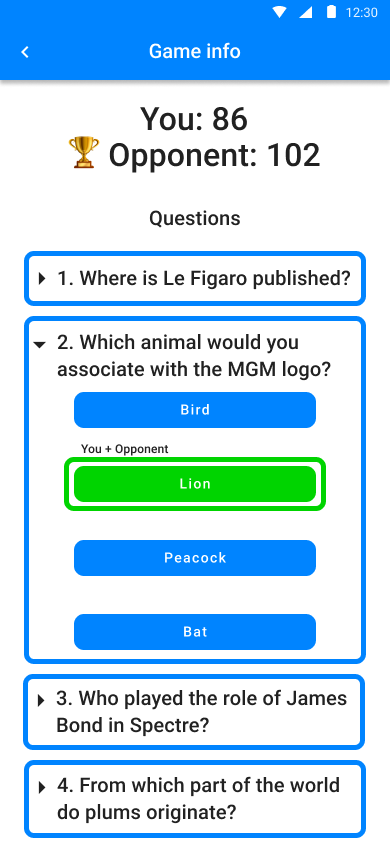 12:30
Game info
You: 86
🏆 Opponent: 102
Questions
1. Where is Le Figaro published?
2. Which animal would you
associate with the MGM logo?
Bird
You + Opponent
Lion
Peacock
Bat
3. Who played the role of James
Bond in Spectre?
4. From which part of the world
do plums originate?